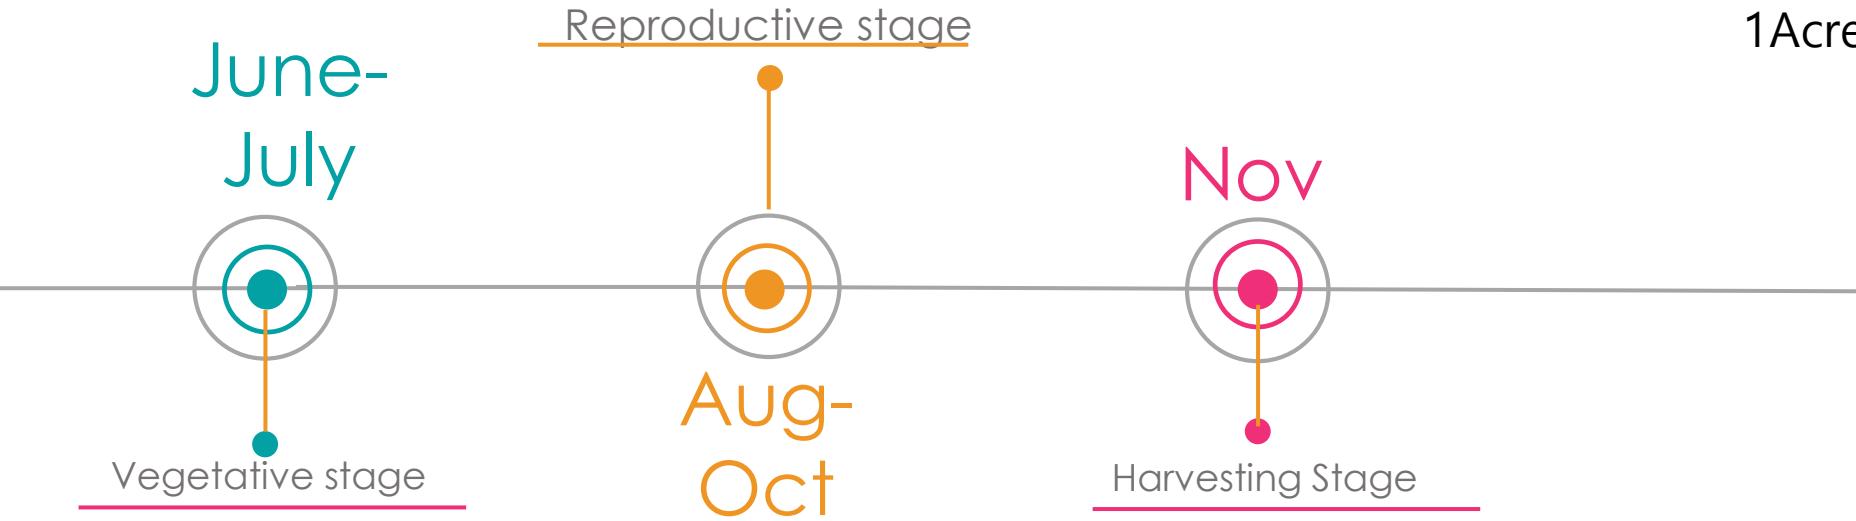 Reproductive stage
1Acre
June-
July
Nov
Aug-
Oct
Vegetative stage
Harvesting Stage